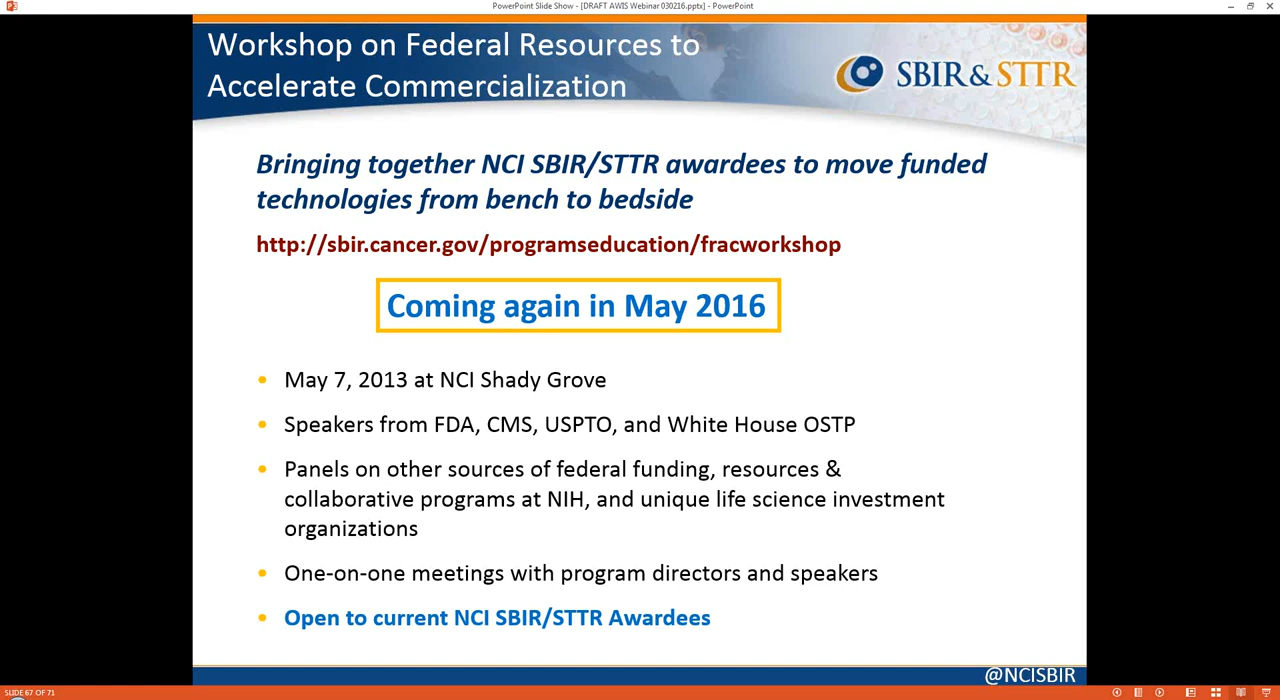 PowerPoint Slide Show - [DRAFT AWIS Webinar 030216.pptx] - PowerPoint
Workshop on Federal Resources to
Accelerate Commercialization
SBIR & STTR
Bringing together NCI SBIR/STTR awardees to move funded
technologies from bench to bedside
http://sbir.cancer.gov/programseducation/fracworkshop
Coming again in May 2016
• May 7, 2013 at NCI Shady Grove
• Speakers from FDA, CMS, USPTO, and White House OSTP
• Panels on other sources of federal funding, resources &
collaborative programs at NIH, and unique life science investment
organizations
• One-on-one meetings with program directors and speakers
• Open to current NCI SBIR/STTR Awardees
@NCISBIR
SLIDE 67 OF 71